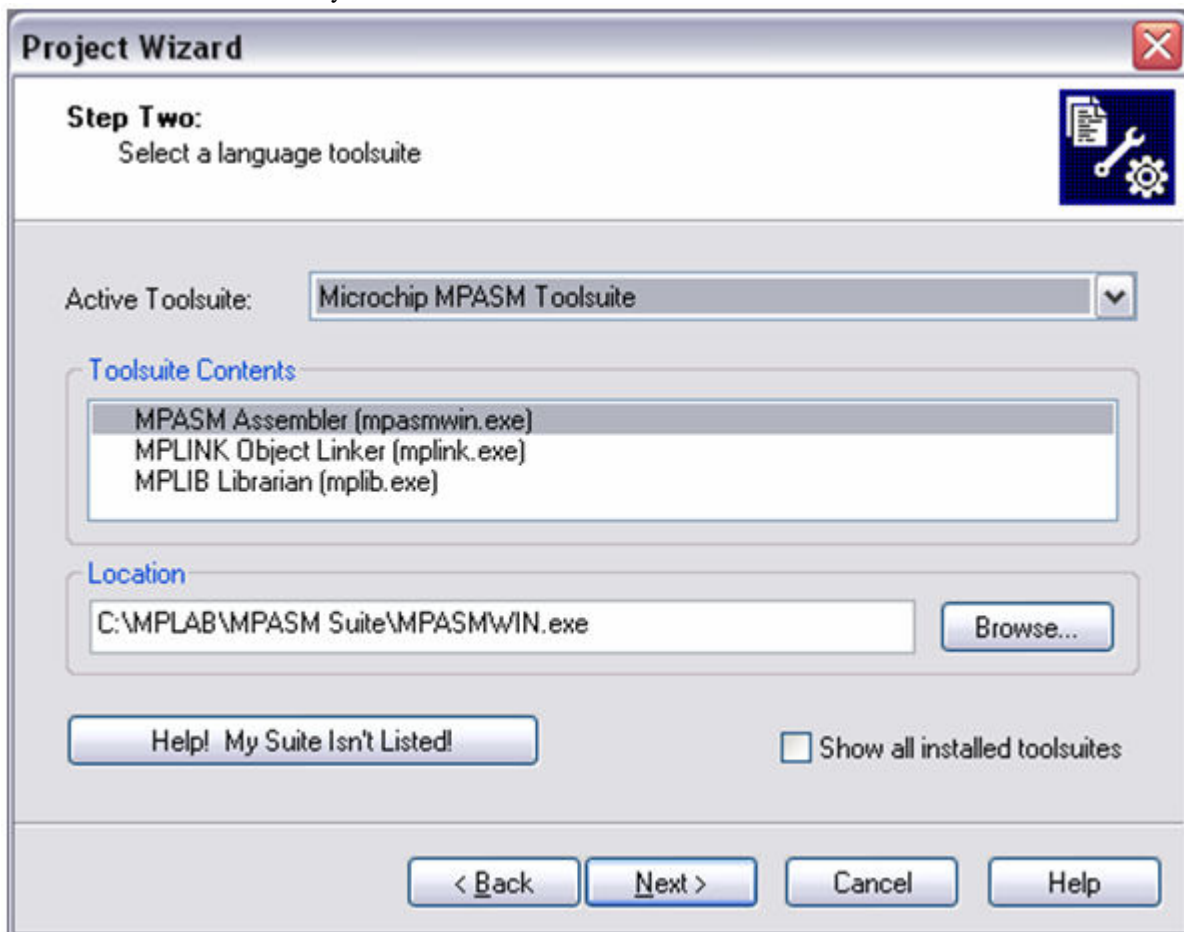 Project Wizard
Step Two:
Select a language toolsuite
Active Toolsuite: Microchip MPASM Toolsuite
Toolsuite Contents
MPASM Assembler (mpasmwin.exe)
MPLINK Object Linker (mplink.exe)
MPLIB Librarian (mplib.exe)
Location
C:\MPLAB\MPASM Suite\MPASMWIN.exe Browse...
Help! My Suite Isn't Listed! Show all installed toolsuites
< Back Next > Cancel Help